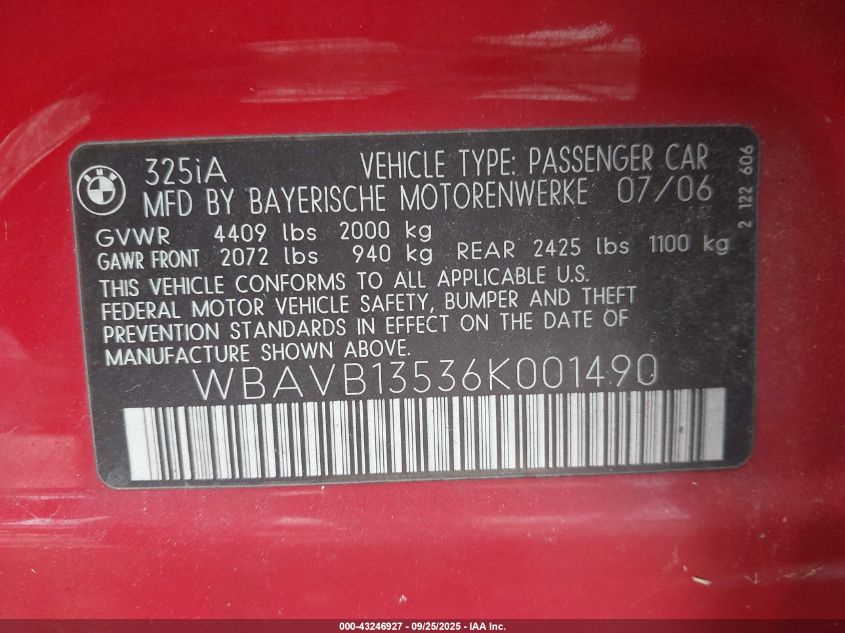 BMW
325iA VEHICLE TYPE: PASSENGER CAR
MFD BY BAYERISCHE MOTORENWERKE 07/06
GVWR 4409 lbs 2000 kg
GAWR FRONT 2072 lbs 940 kg REAR 2425 lbs 1100 kg
THIS VEHICLE CONFORMS TO ALL APPLICABLE U.S.
FEDERAL MOTOR VEHICLE SAFETY, BUMPER AND THEFT
PREVENTION STANDARDS IN EFFECT ON THE DATE OF
MANUFACTURE SHOWN ABOVE.
WBAVB13536K001490
2 122 606
000-43246927 - 09/25/2025 - IAA Inc.